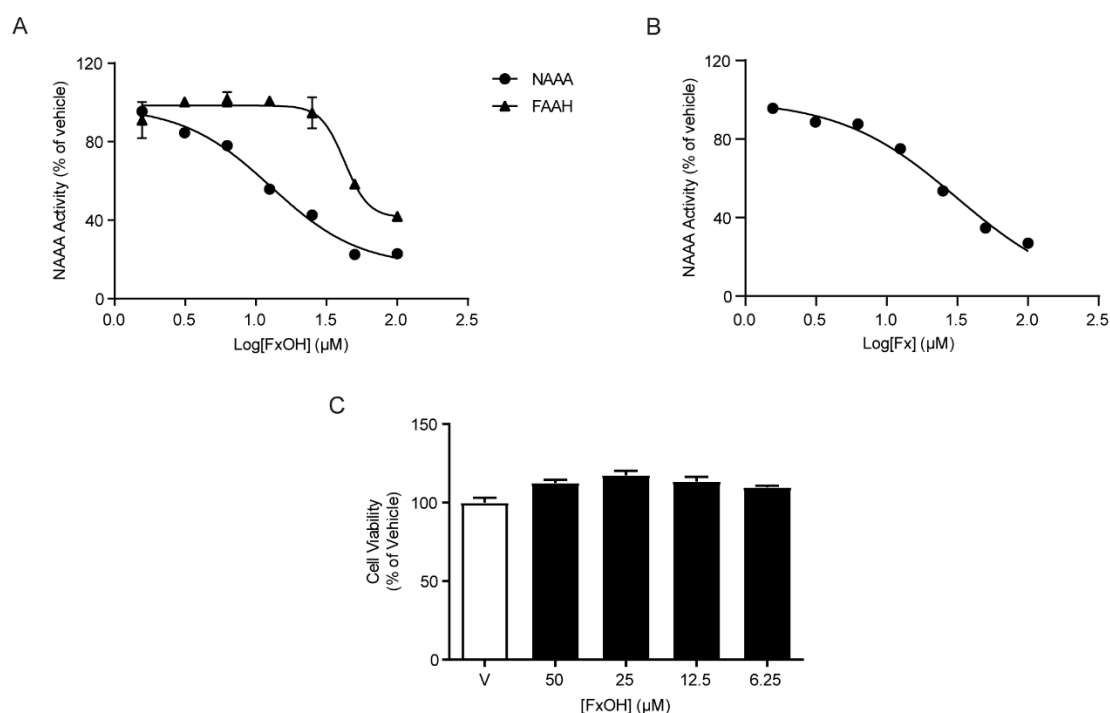 A
120
80
40
0
NAAA Activity (% of vehicle)
0.0 0.5 1.0 1.5 2.0 2.5
Log[FxOH] (µM)
NAAA
FAAH
B
120
80
40
0
NAAA Activity (% of vehicle)
0.0 0.5 1.0 1.5 2.0 2.5
Log[Fx] (µM)
C
150
100
50
0
Cell Viability
(% of Vehicle)
V 50 25 12.5 6.25
[FxOH] (µM)